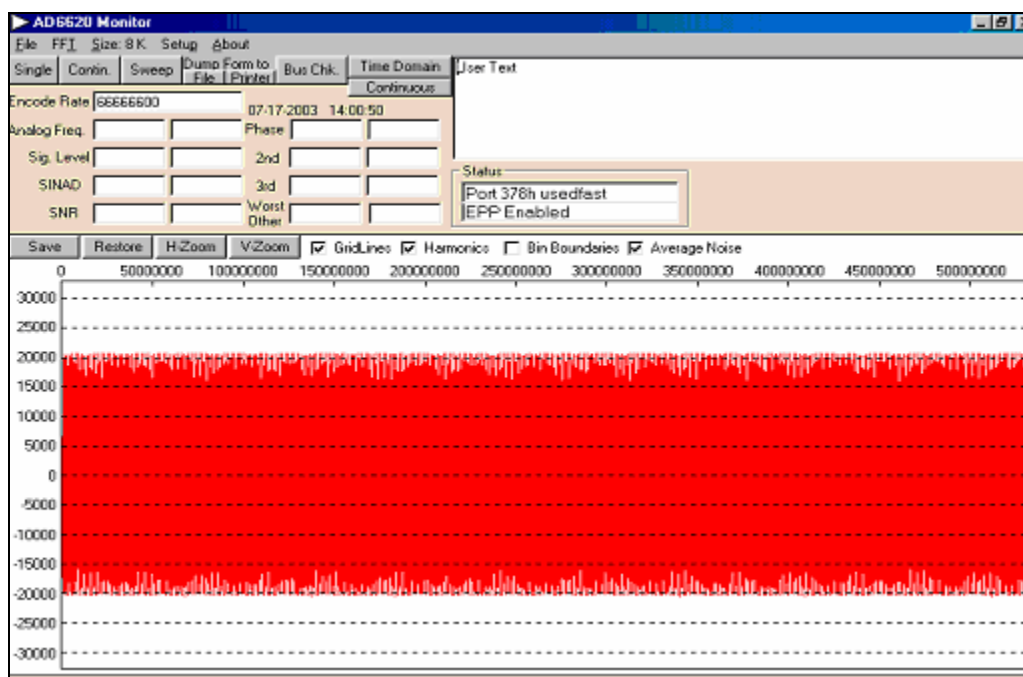 AD6620 Monitor
File FFT Size: 8 K Setup About
Single Contin. Sweep Dump Form to File Printer Bus Chk. Time Domain
Continuous
User Text
Encode Rate 66666600
07-17-2003 14:00:50
Analog Freq. Phase
Sig. Level 2nd
SINAD 3rd
SNR Worst Other
Status
Port 378h usedfast
EPP Enabled
Save Restore H-Zoom V-Zoom GridLines Harmonics Bin Boundaries Average Noise
0 50000000 100000000 150000000 200000000 250000000 300000000 350000000 400000000 450000000 500000000
30000
25000
20000
15000
10000
5000
0
-5000
-10000
-15000
-20000
-25000
-30000